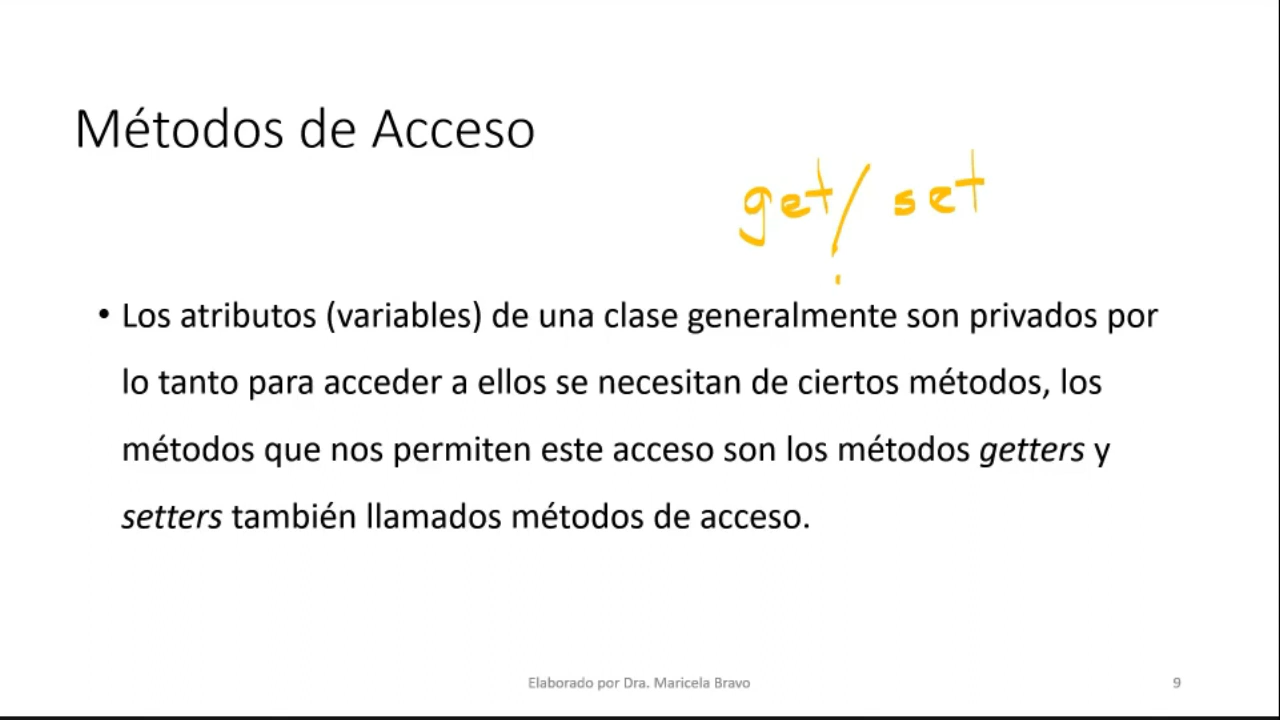 Métodos de Acceso
get/ set
• Los atributos (variables) de una clase generalmente son privados por
lo tanto para acceder a ellos se necesitan de ciertos métodos, los
métodos que nos permiten este acceso son los métodos getters y
setters también llamados métodos de acceso.
Elaborado por Dra. Maricela Bravo
9